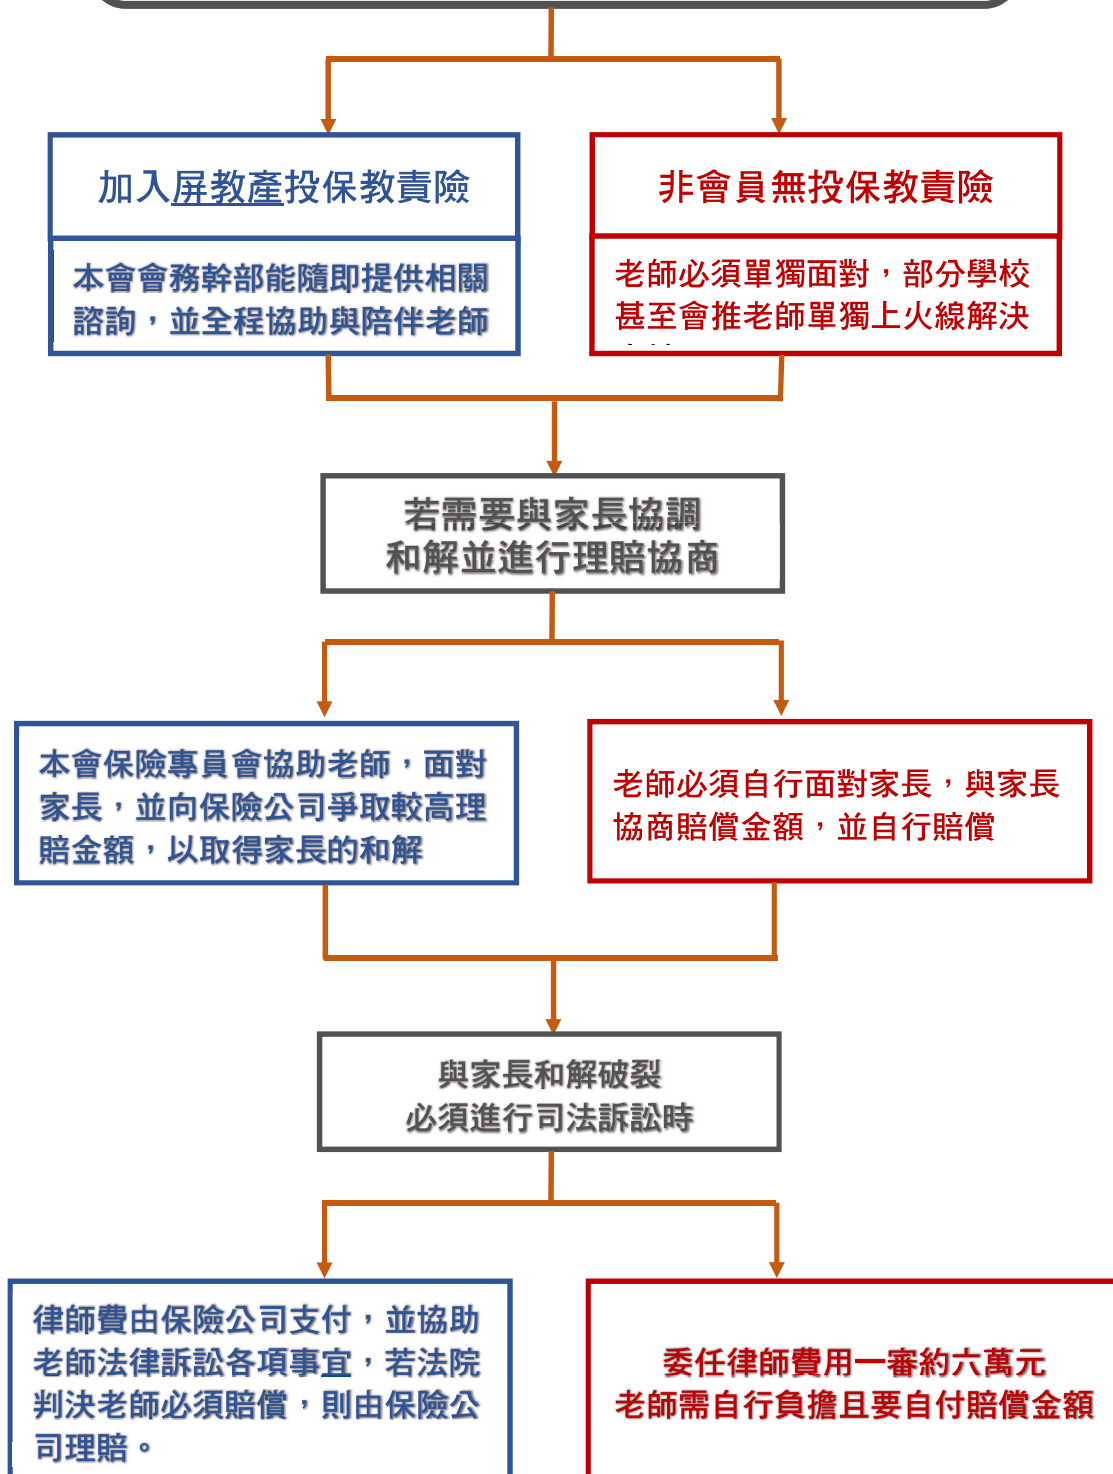 加入屏教產投保教責險
非會員無投保教責險
本會會務幹部能隨即提供相關
諮詢，並全程協助與陪伴老師
老師必須單獨面對，部分學校
甚至會推老師單獨上火線解決
若需要與家長協調
和解並進行理賠協商
本會保險專員會協助老師，面對
家長，並向保險公司爭取較高理
賠金額，以取得家長的和解
老師必須自行面對家長，與家長
協商賠償金額，並自行賠償
與家長和解破裂
必須進行司法訴訟時
律師費由保險公司支付，並協助
老師法律訴訟各項事宜，若法院
判決老師必須賠償，則由保險公
司理賠。
委任律師費用一審約六萬元
老師需自行負擔且要自付賠償金額